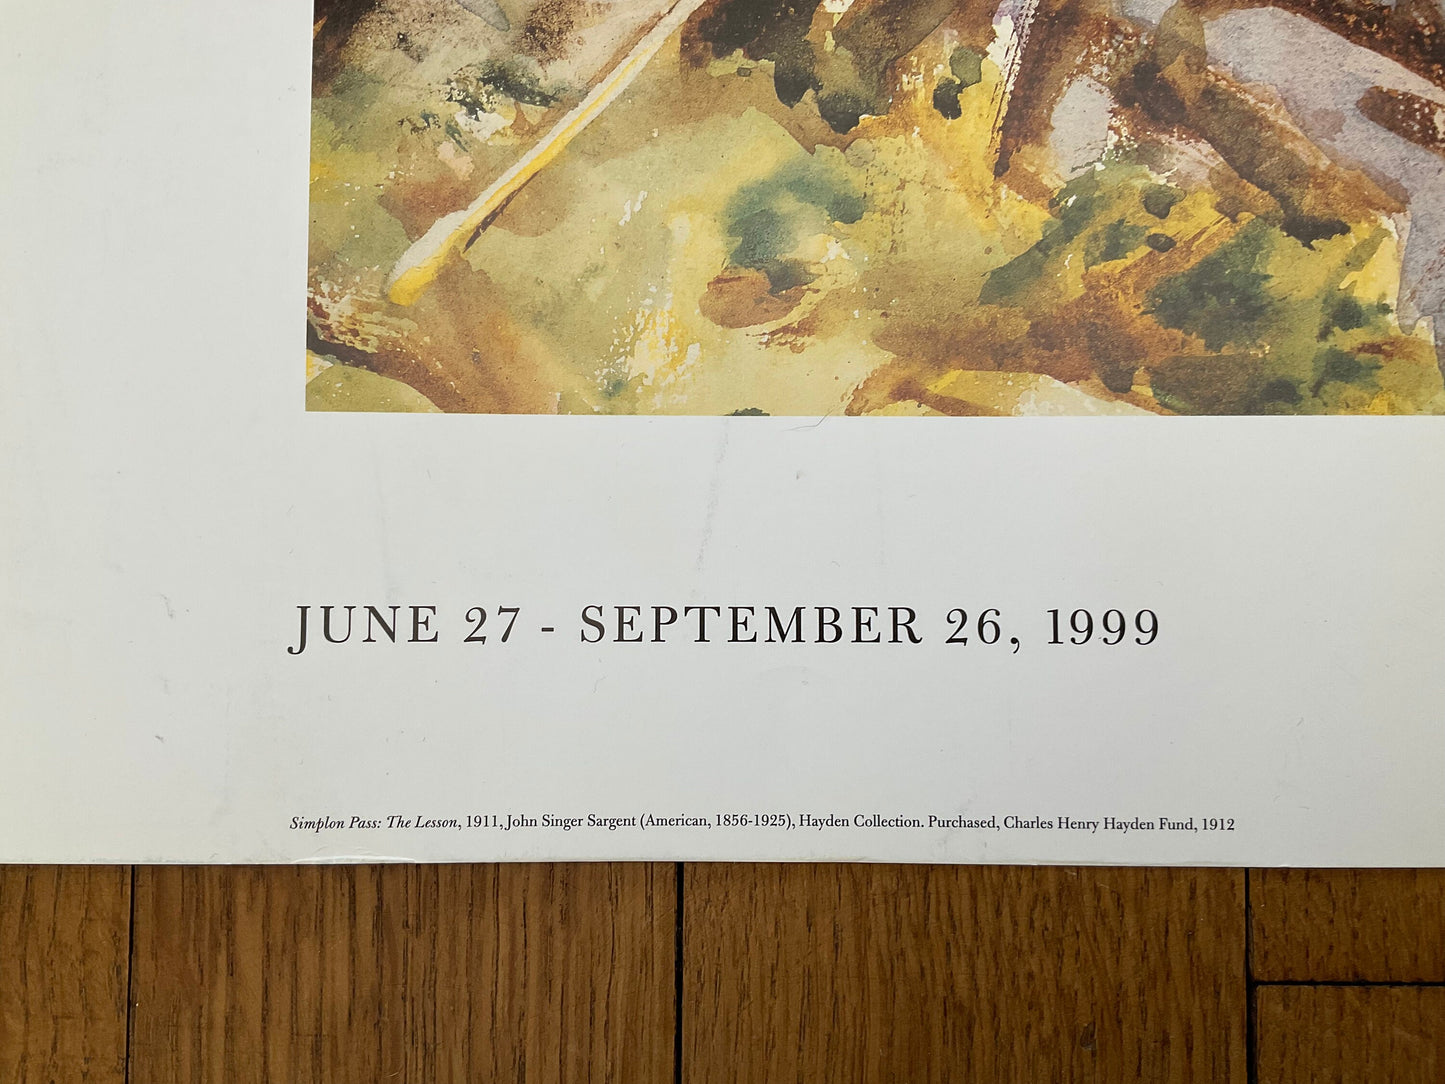 JUNE 27 - SEPTEMBER 26, 1999
Simplon Pass: The Lesson, 1911, John Singer Sargent (American, 1856-1925), Hayden Collection. Purchased, Charles Henry Hayden Fund, 1912